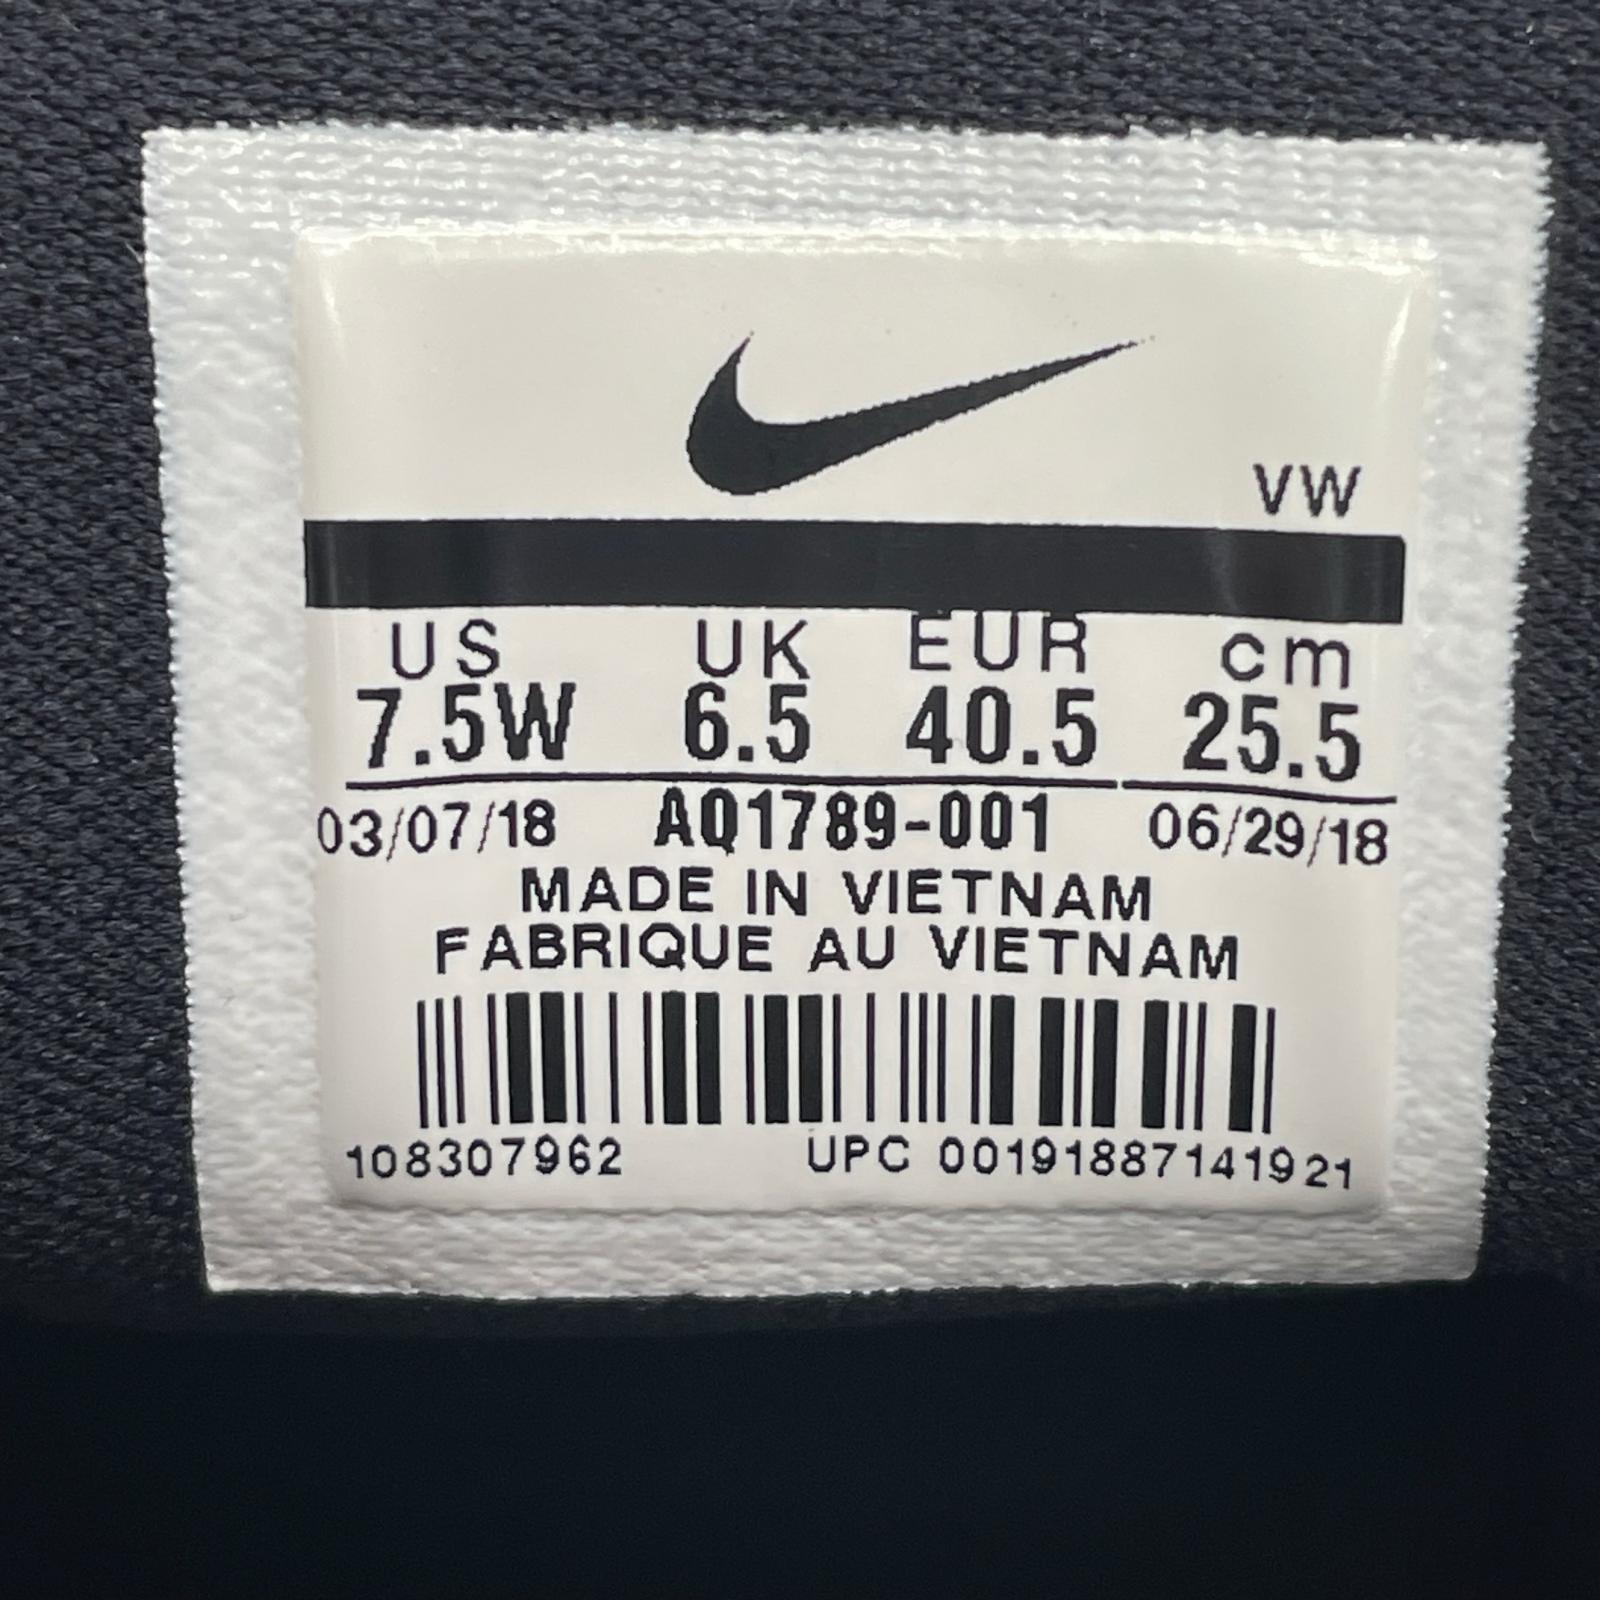 VW
US UK EUR cm
7.5W 6.5 40.5 25.5
03/07/18 AQ1789-001 06/29/18
MADE IN VIETNAM
FABRIQUE AU VIETNAM
108307962 UPC 00191887141921